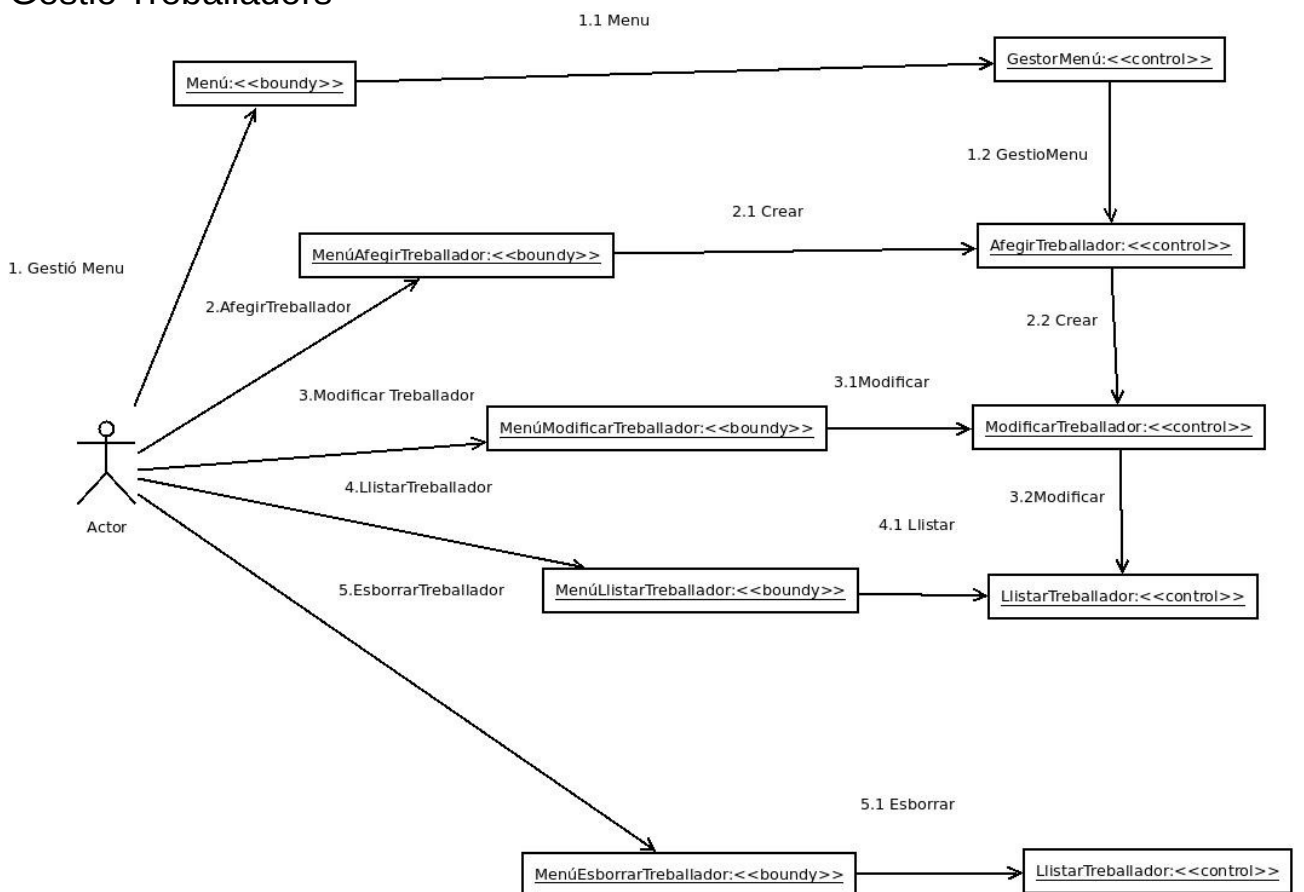 Gestió Treballadors
1.1 Menu
Menú:<<boundy>>
GestorMenú:<<control>>
1.2 GestioMenu
2.1 Crear
MenúAfegirTreballador:<<boundy>>
AfegirTreballador:<<control>>
1. Gestió Menu
2.AfegirTreballador
2.2 Crear
3.1Modificar
3.Modificar Treballador
MenúModificarTreballador:<<boundy>>
ModificarTreballador:<<control>>
4.LlistarTreballador
3.2Modificar
Actor
4.1 Llistar
5.EsborrarTreballador
MenúLlistarTreballador:<<boundy>>
LlistarTreballador:<<control>>
5.1 Esborrar
MenúEsborrarTreballador:<<boundy>>
LlistarTreballador:<<control>>